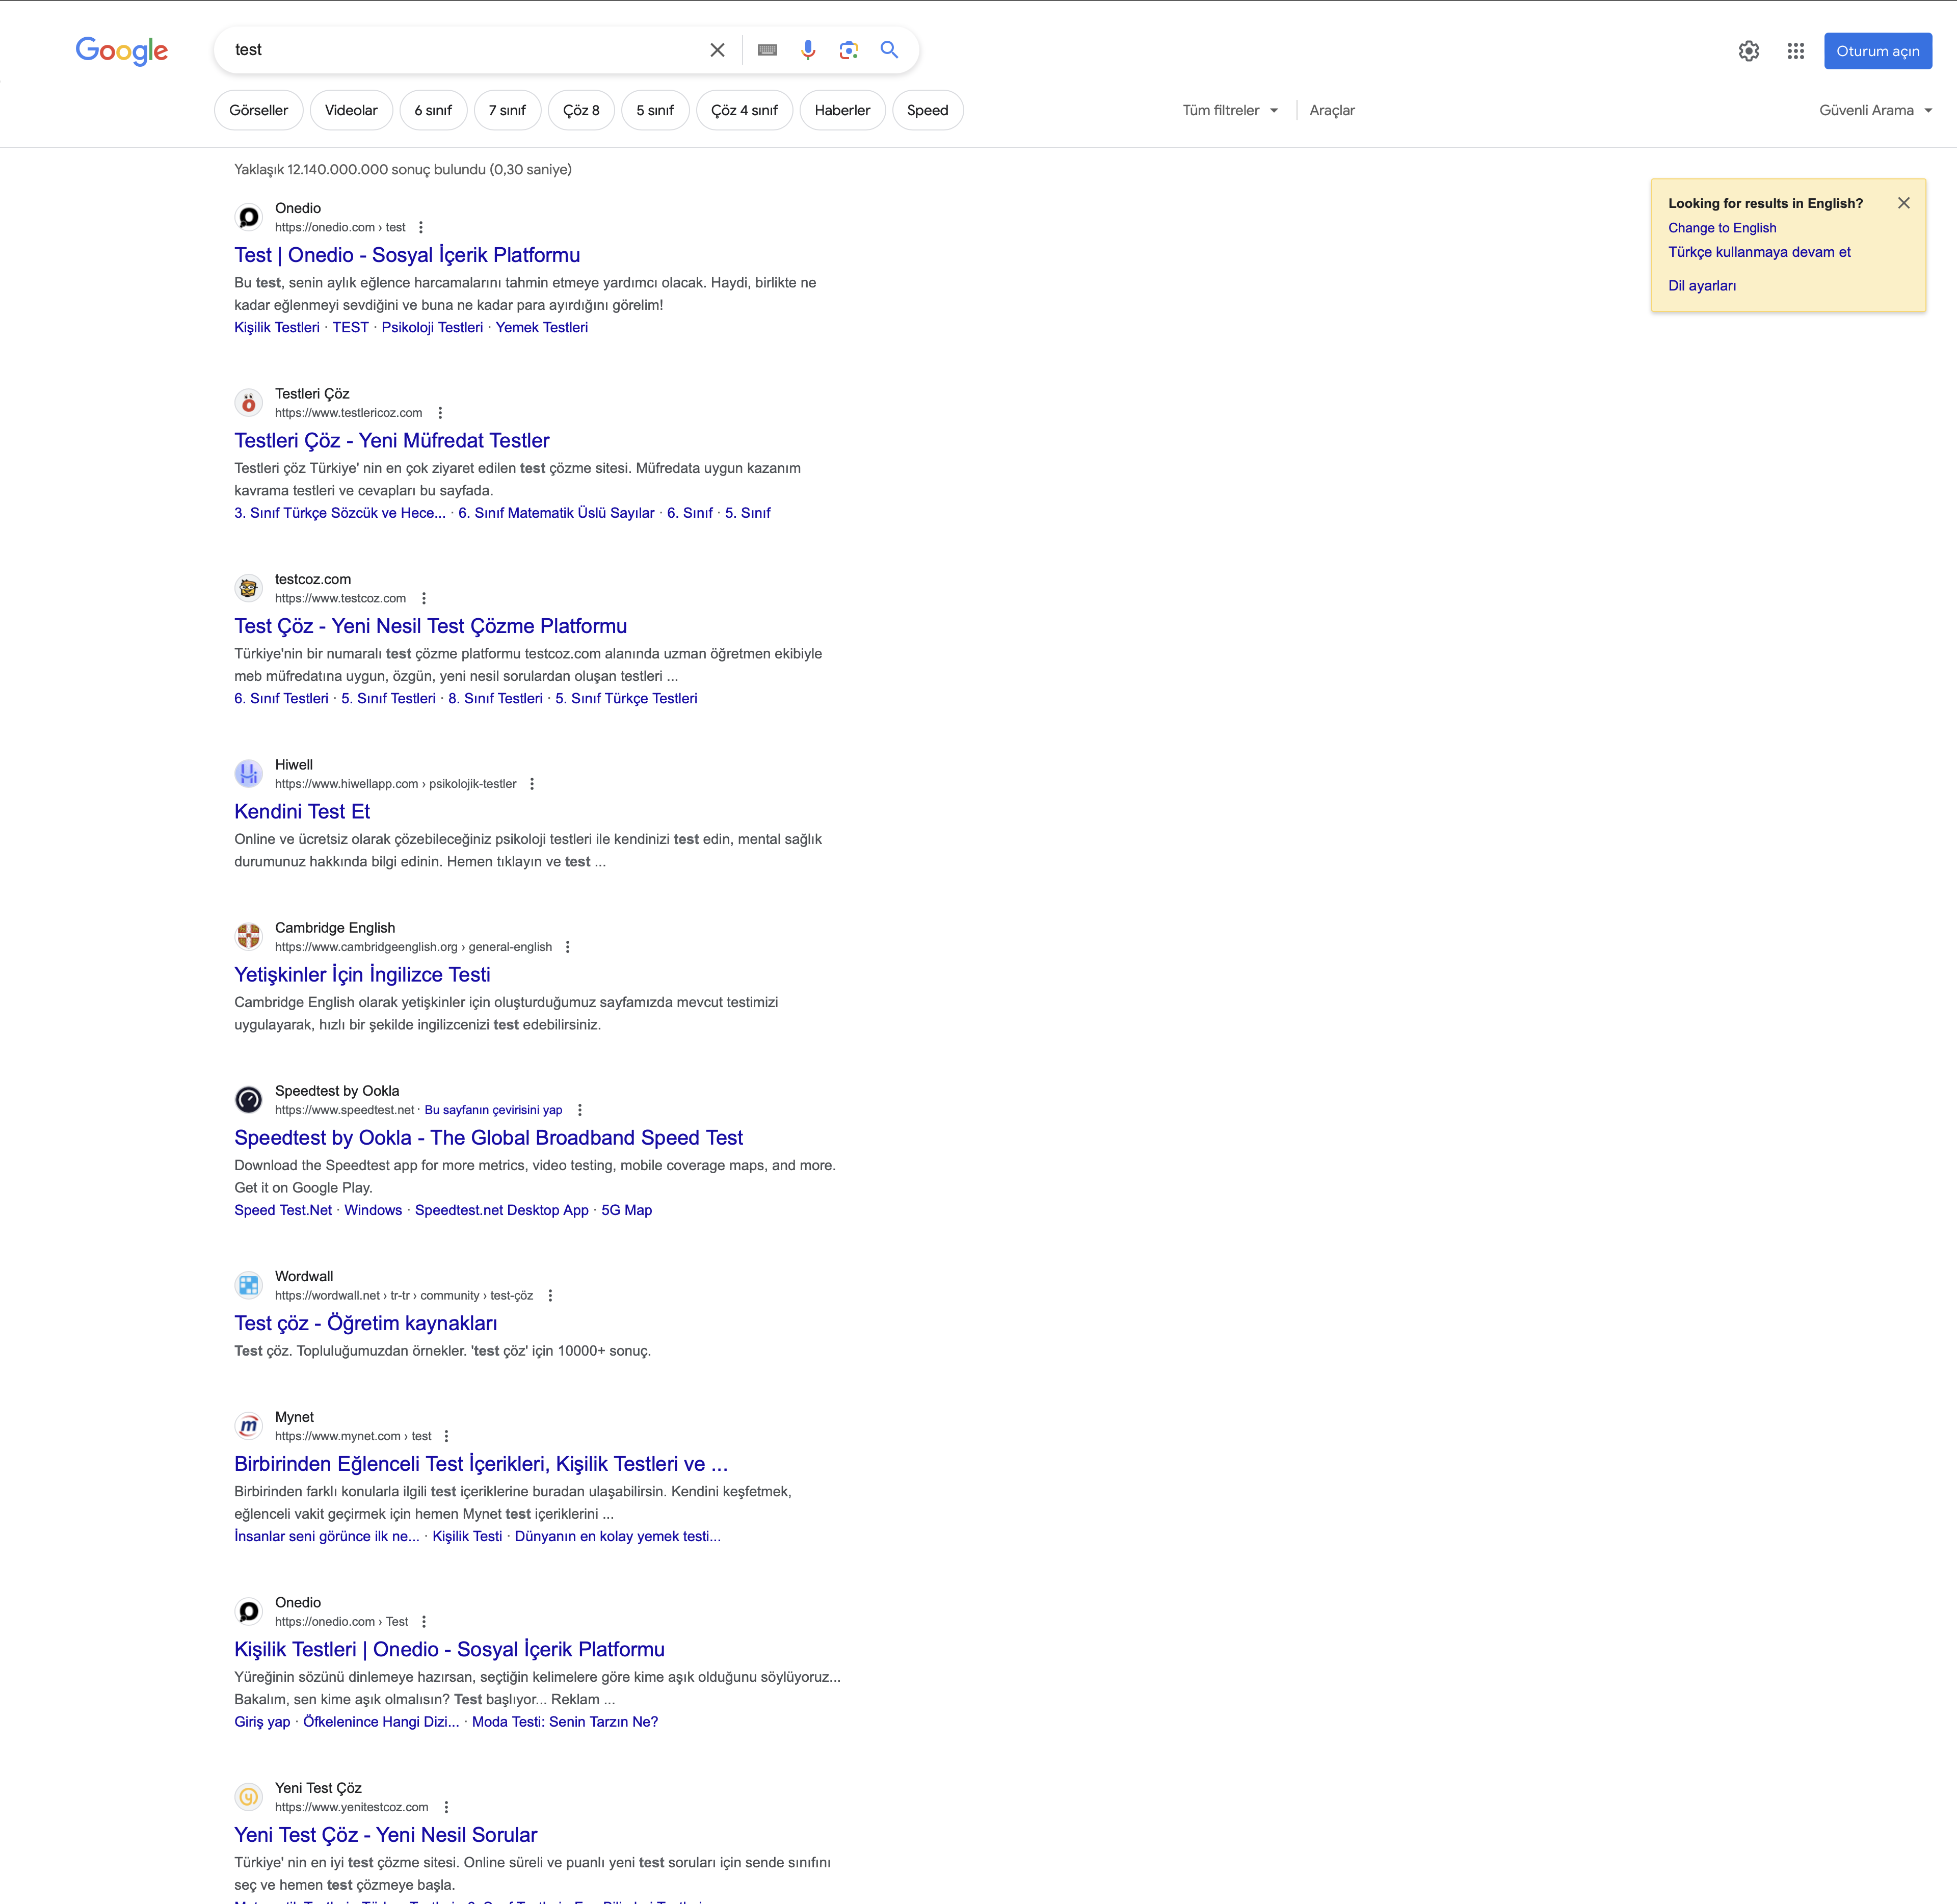 Google
test
Oturum açın
Görseller
Videolar
6 sınıf
7 sınıf
Çöz 8
5 sınıf
Çöz 4 sınıf
Haberler
Speed
Tüm filtreler
Araçlar
Güvenli Arama
Yaklaşık 12.140.000.000 sonuç bulundu (0,30 saniye)
Looking for results in English?
Change to English
Türkçe kullanmaya devam et
Dil ayarları
Onedio
https://onedio.com › test
Test | Onedio - Sosyal İçerik Platformu
Bu test, senin aylık eğlence harcamalarını tahmin etmeye yardımcı olacak. Haydi, birlikte ne
kadar eğlenmeyi sevdiğini ve buna ne kadar para ayırdığını görelim!
Kişilik Testleri · TEST · Psikoloji Testleri · Yemek Testleri
Testleri Çöz
https://www.testlericoz.com
Testleri Çöz - Yeni Müfredat Testler
Testleri çöz Türkiye' nin en çok ziyaret edilen test çözme sitesi. Müfredata uygun kazanım
kavrama testleri ve cevapları bu sayfada.
3. Sınıf Türkçe Sözcük ve Hece... · 6. Sınıf Matematik Üslü Sayılar · 6. Sınıf · 5. Sınıf
testcoz.com
https://www.testcoz.com
Test Çöz - Yeni Nesil Test Çözme Platformu
Türkiye'nin bir numaralı test çözme platformu testcoz.com alanında uzman öğretmen ekibiyle
meb müfredatına uygun, özgün, yeni nesil sorulardan oluşan testleri ...
6. Sınıf Testleri · 5. Sınıf Testleri · 8. Sınıf Testleri · 5. Sınıf Türkçe Testleri
Hiwell
https://www.hiwellapp.com › psikolojik-testler
Kendini Test Et
Online ve ücretsiz olarak çözebileceğiniz psikoloji testleri ile kendinizi test edin, mental sağlık
durumunuz hakkında bilgi edinin. Hemen tıklayın ve test ...
Cambridge English
https://www.cambridgeenglish.org › general-english
Yetişkinler İçin İngilizce Testi
Cambridge English olarak yetişkinler için oluşturduğumuz sayfamızda mevcut testimizi
uygulayarak, hızlı bir şekilde ingilizcenizi test edebilirsiniz.
Speedtest by Ookla
https://www.speedtest.net · Bu sayfanın çevirisini yap
Speedtest by Ookla - The Global Broadband Speed Test
Download the Speedtest app for more metrics, video testing, mobile coverage maps, and more.
Get it on Google Play.
Speed Test.Net · Windows · Speedtest.net Desktop App · 5G Map
Wordwall
https://wordwall.net › tr-tr › community › test-çöz
Test çöz - Öğretim kaynakları
Test çöz. Topluluğumuzdan örnekler. 'test çöz' için 10000+ sonuç.
Mynet
https://www.mynet.com › test
Birbirinden Eğlenceli Test İçerikleri, Kişilik Testleri ve ...
Birbirinden farklı konularla ilgili test içeriklerine buradan ulaşabilirsin. Kendini keşfetmek,
eğlenceli vakit geçirmek için hemen Mynet test içeriklerini ...
İnsanlar seni görünce ilk ne... · Kişilik Testi · Dünyanın en kolay yemek testi...
Onedio
https://onedio.com › Test
Kişilik Testleri | Onedio - Sosyal İçerik Platformu
Yüreğinin sözünü dinlemeye hazırsan, seçtiğin kelimelere göre kime aşık olduğunu söylüyoruz...
Bakalım, sen kime aşık olmalısın? Test başlıyor... Reklam ...
Giriş yap · Öfkelenince Hangi Dizi... · Moda Testi: Senin Tarzın Ne?
Yeni Test Çöz
https://www.yenitestcoz.com
Yeni Test Çöz - Yeni Nesil Sorular
Türkiye' nin en iyi test çözme sitesi. Online süreli ve puanlı yeni test soruları için sende sınıfını
seç ve hemen test çözmeye başla.